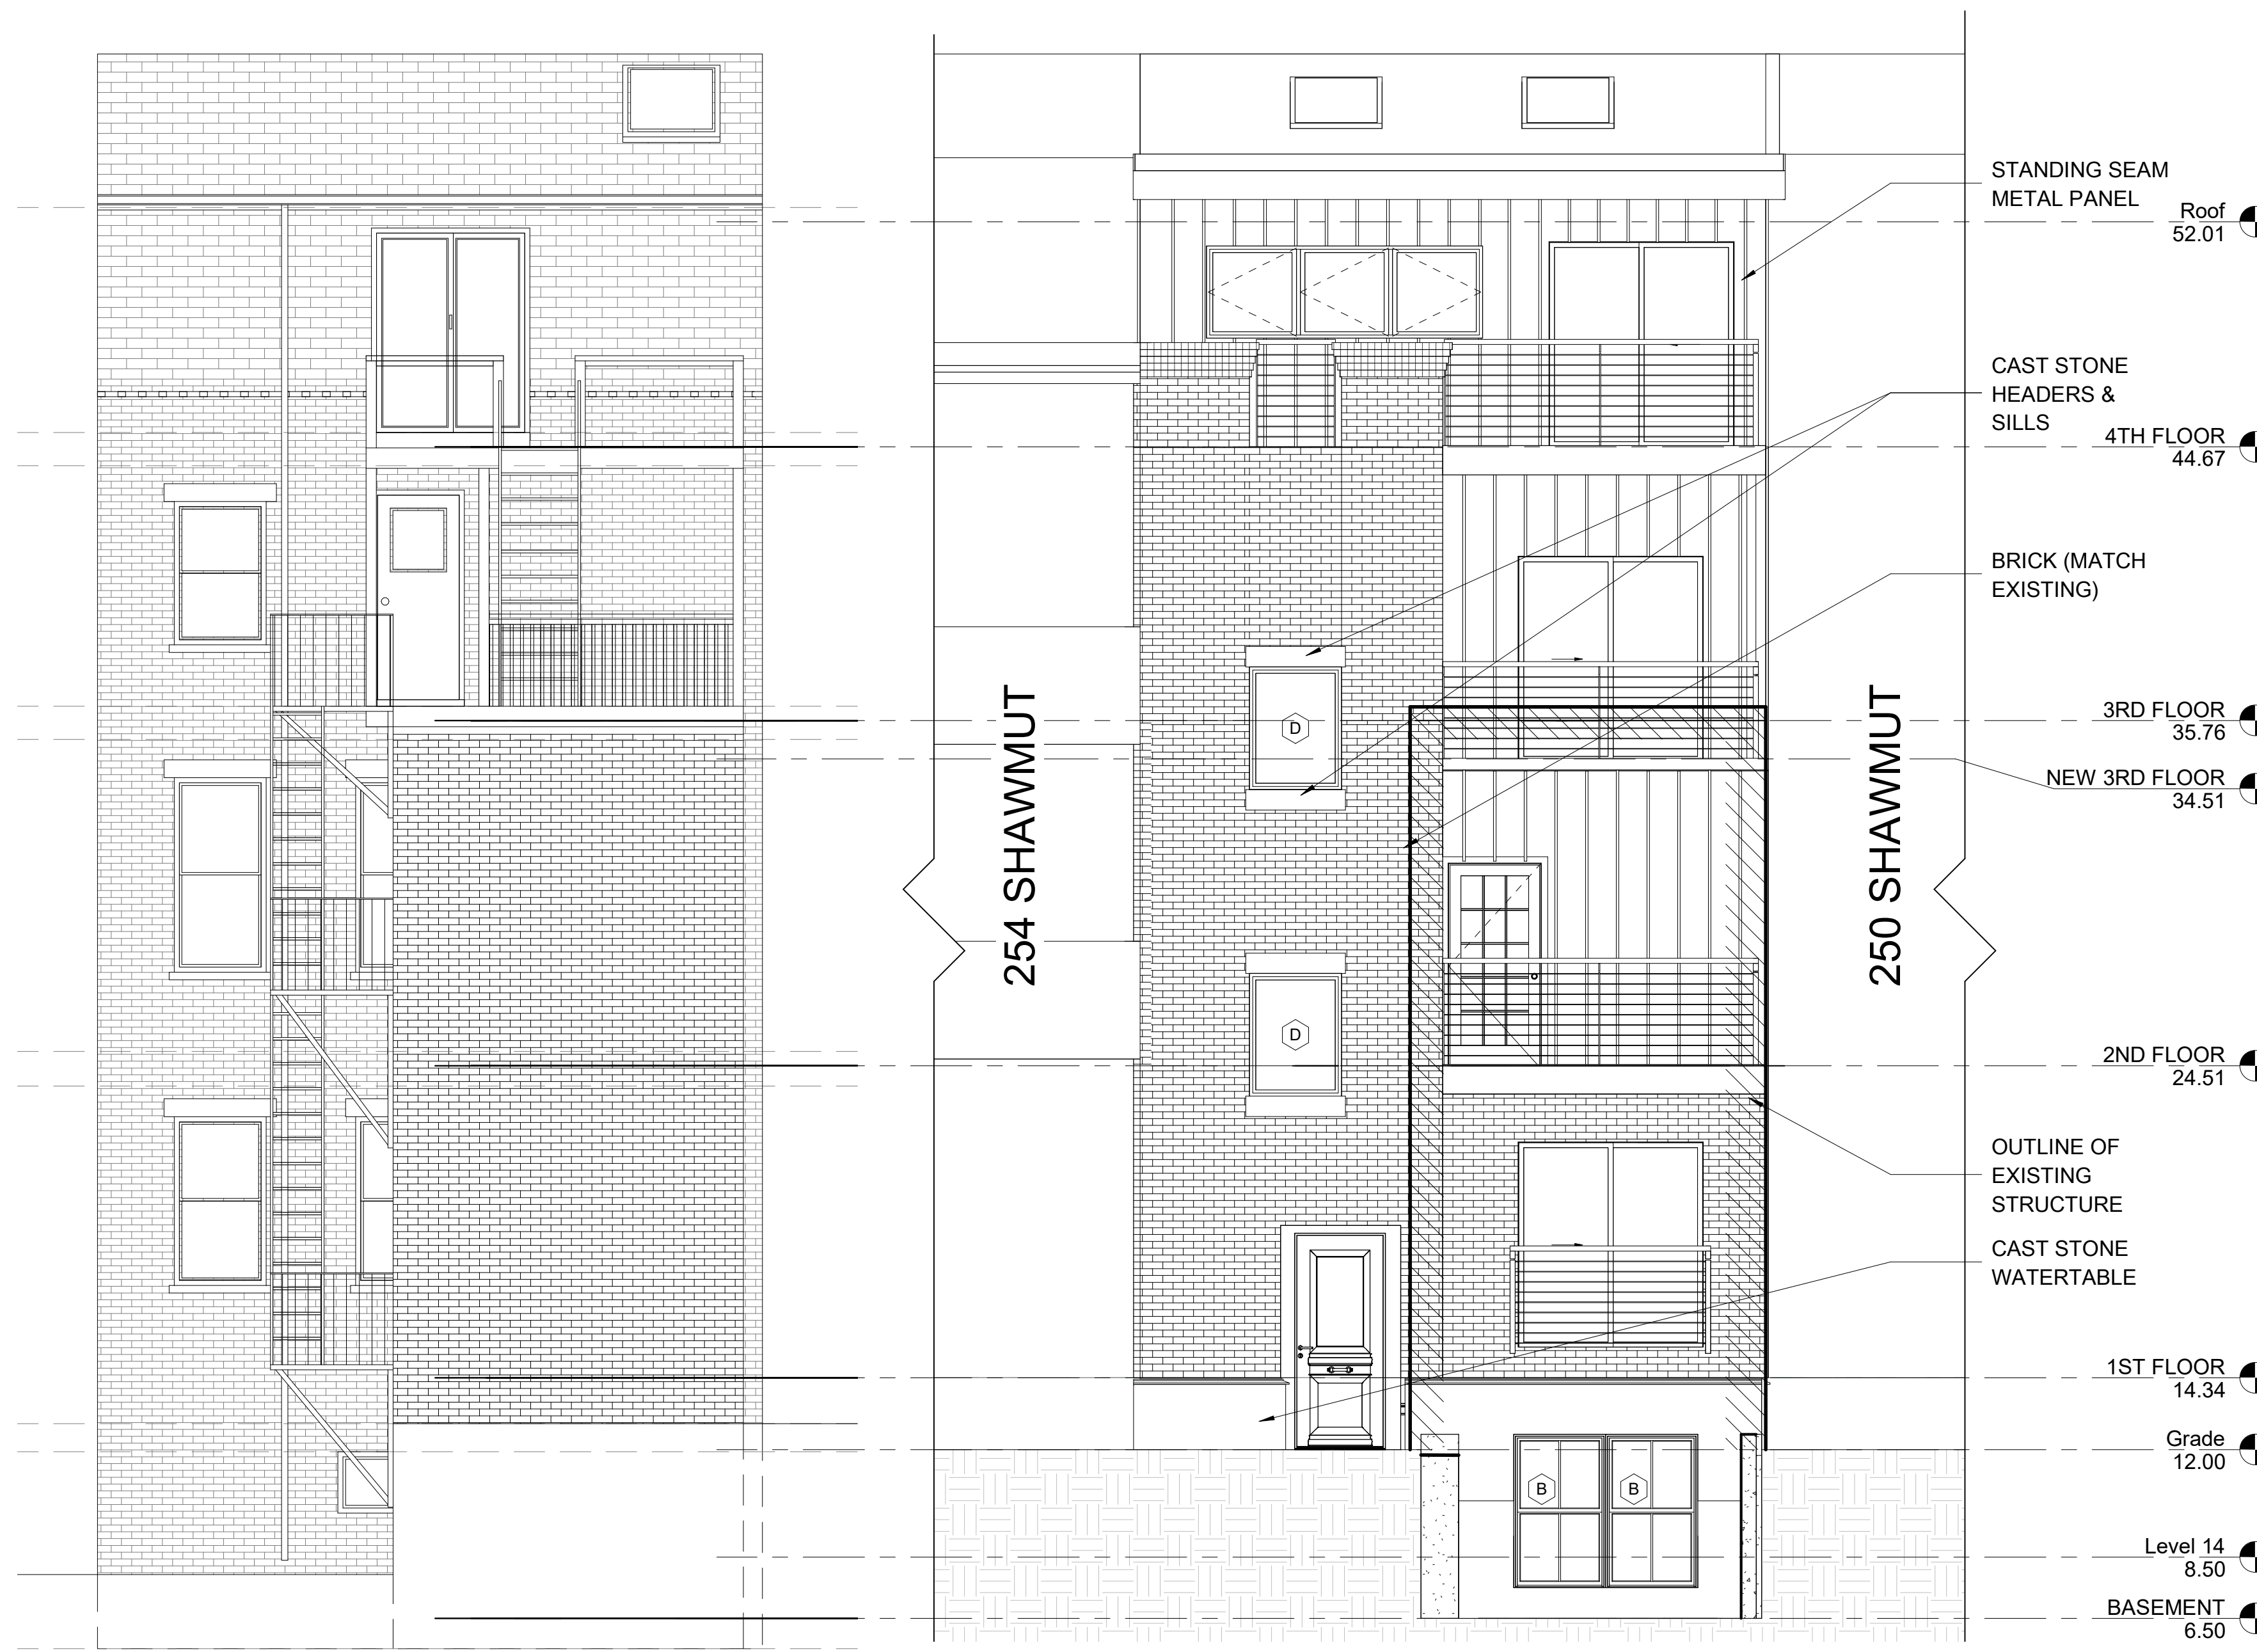 STANDING SEAM
METAL PANEL
Roof
52.01
CAST STONE
HEADERS &
SILLS
4TH FLOOR
44.67
BRICK (MATCH
EXISTING)
254 SHAWMUT
250 SHAWMUT
D
3RD FLOOR
35.76
NEW 3RD FLOOR
34.51
D
2ND FLOOR
24.51
OUTLINE OF
EXISTING
STRUCTURE
CAST STONE
WATERTABLE
1ST FLOOR
14.34
Grade
12.00
B
B
Level 14
8.50
BASEMENT
6.50